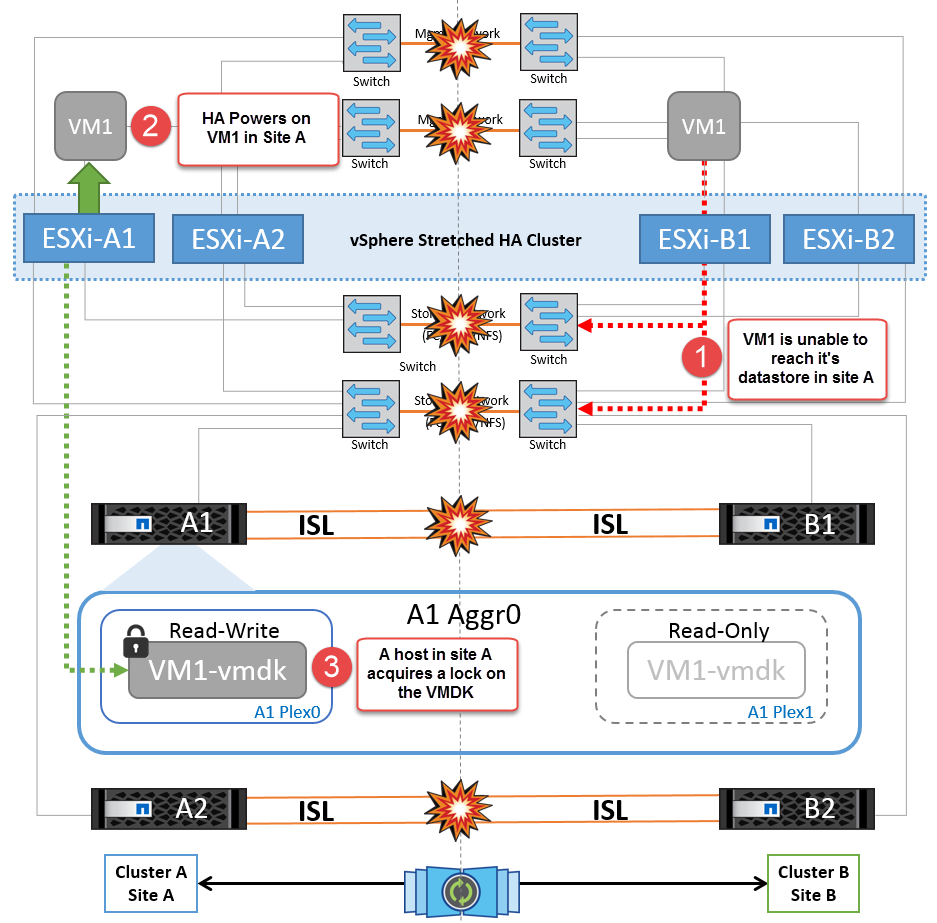 Switch
Switch
VM1
2
HA Powers on
VM1 in Site A
Switch
Switch
VM1
ESXi-A1
ESXi-A2
vSphere Stretched HA Cluster
ESXi-B1
ESXi-B2
Switch
Switch
1
VM1 is unable to
reach it's
datastore in site A
Switch
Switch
A1
ISL
ISL
B1
A1 Aggr0
Read-Write
VM1-vmdk
A1 Plex0
3
A host in site A
acquires a lock on
the VMDK
Read-Only
VM1-vmdk
A1 Plex1
A2
ISL
ISL
B2
Cluster A
Site A
Cluster B
Site B